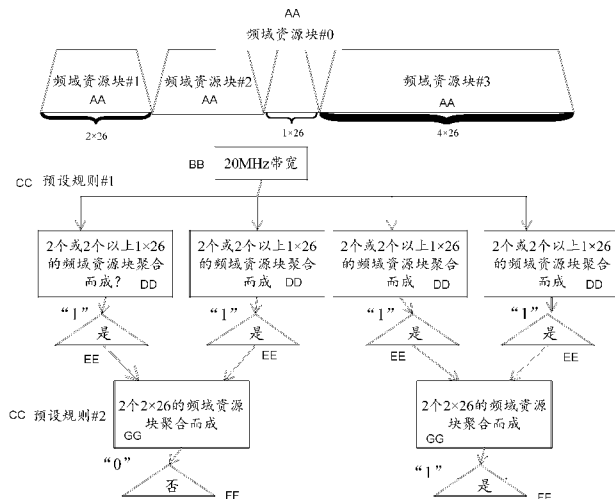 AA
频域资源块#0
频域资源块#1
AA
频域资源块#2
AA
频域资源块#3
AA
2×26
1×26
4×26
BB
20MHz带宽
CC 预设规则#1
2个或2个以上1×26
的频域资源块聚合
而成? DD
2个或2个以上1×26
的频域资源块聚合
而成 DD
2个或2个以上1×26
的频域资源块聚合
而成 DD
2个或2个以上1×26
的频域资源块聚合
而成 DD
“1”
是
EE
“1”
是
EE
“1”
是
EE
“1”
是
EE
CC 预设规则#2
2个2×26的频域资源
块聚合而成
GG
2个2×26的频域资源
块聚合而成
GG
“0”
否
FF
“1”
是
EE